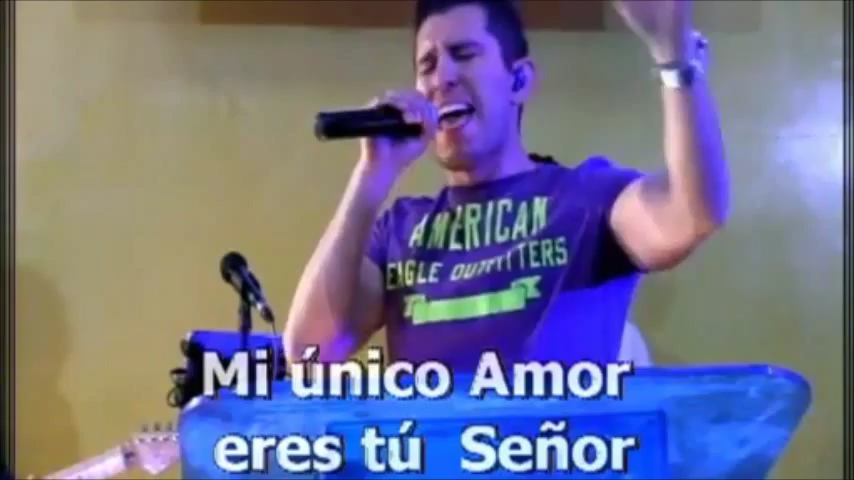 AMERICAN
EAGLE OUTFITTERS
Mi único Amor
eres tú Señor